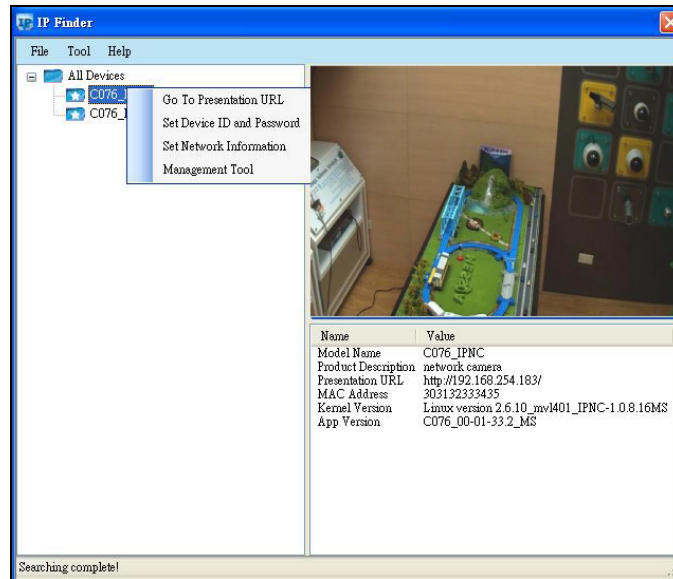 IP IP Finder
File Tool Help
All Devices
C076_I
C076_I
Go To Presentation URL
Set Device ID and Password
Set Network Information
Management Tool
Name Value
Model Name C076_IPNC
Product Description network camera
Presentation URL http://192.168.254.183/
MAC Address 303132333435
Kernel Version Linux version 2.6.10_mvl401_IPNC-1.0.8.16MS
App Version C076_00-01-33.2_MS
Searching complete!